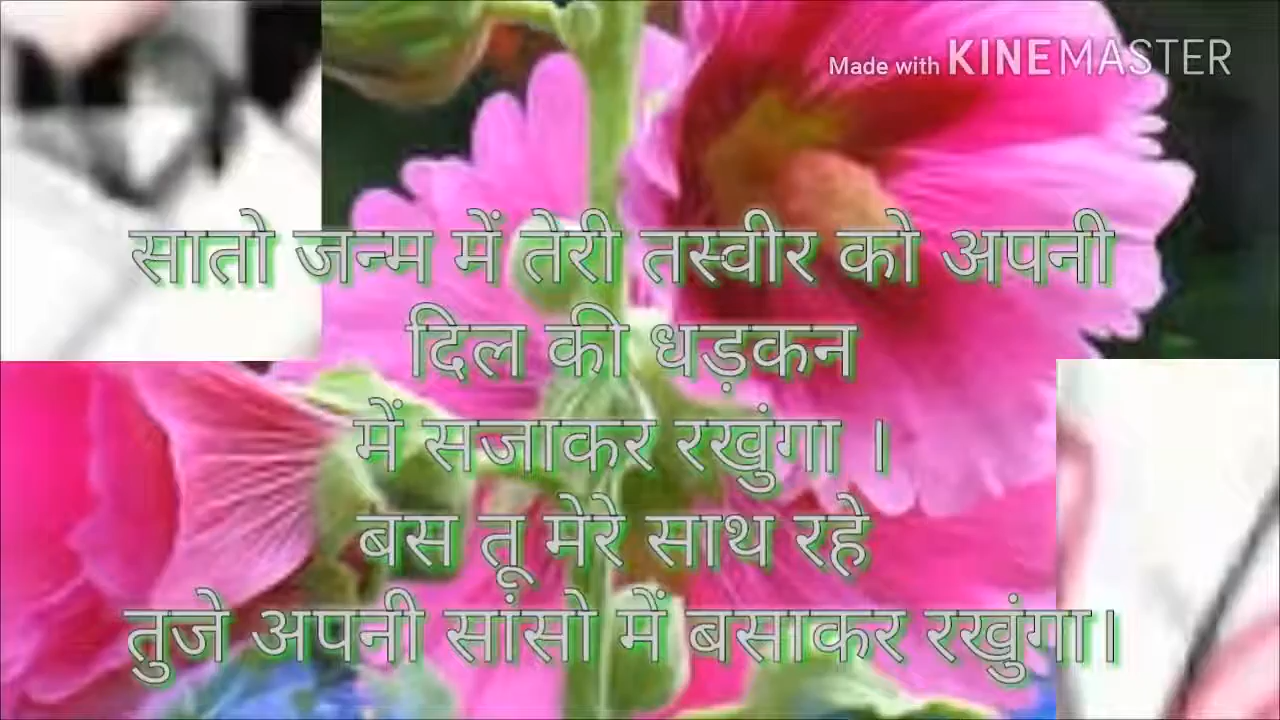 Made with KINEMASTER
सातो जन्म में तेरी तस्वीर को अपनी
दिल की धड़कन
में सजाकर रखुंगा ।
बस तू मेरे साथ रहे
तुजे अपनी सांसो में बसाकर रखुंगा।